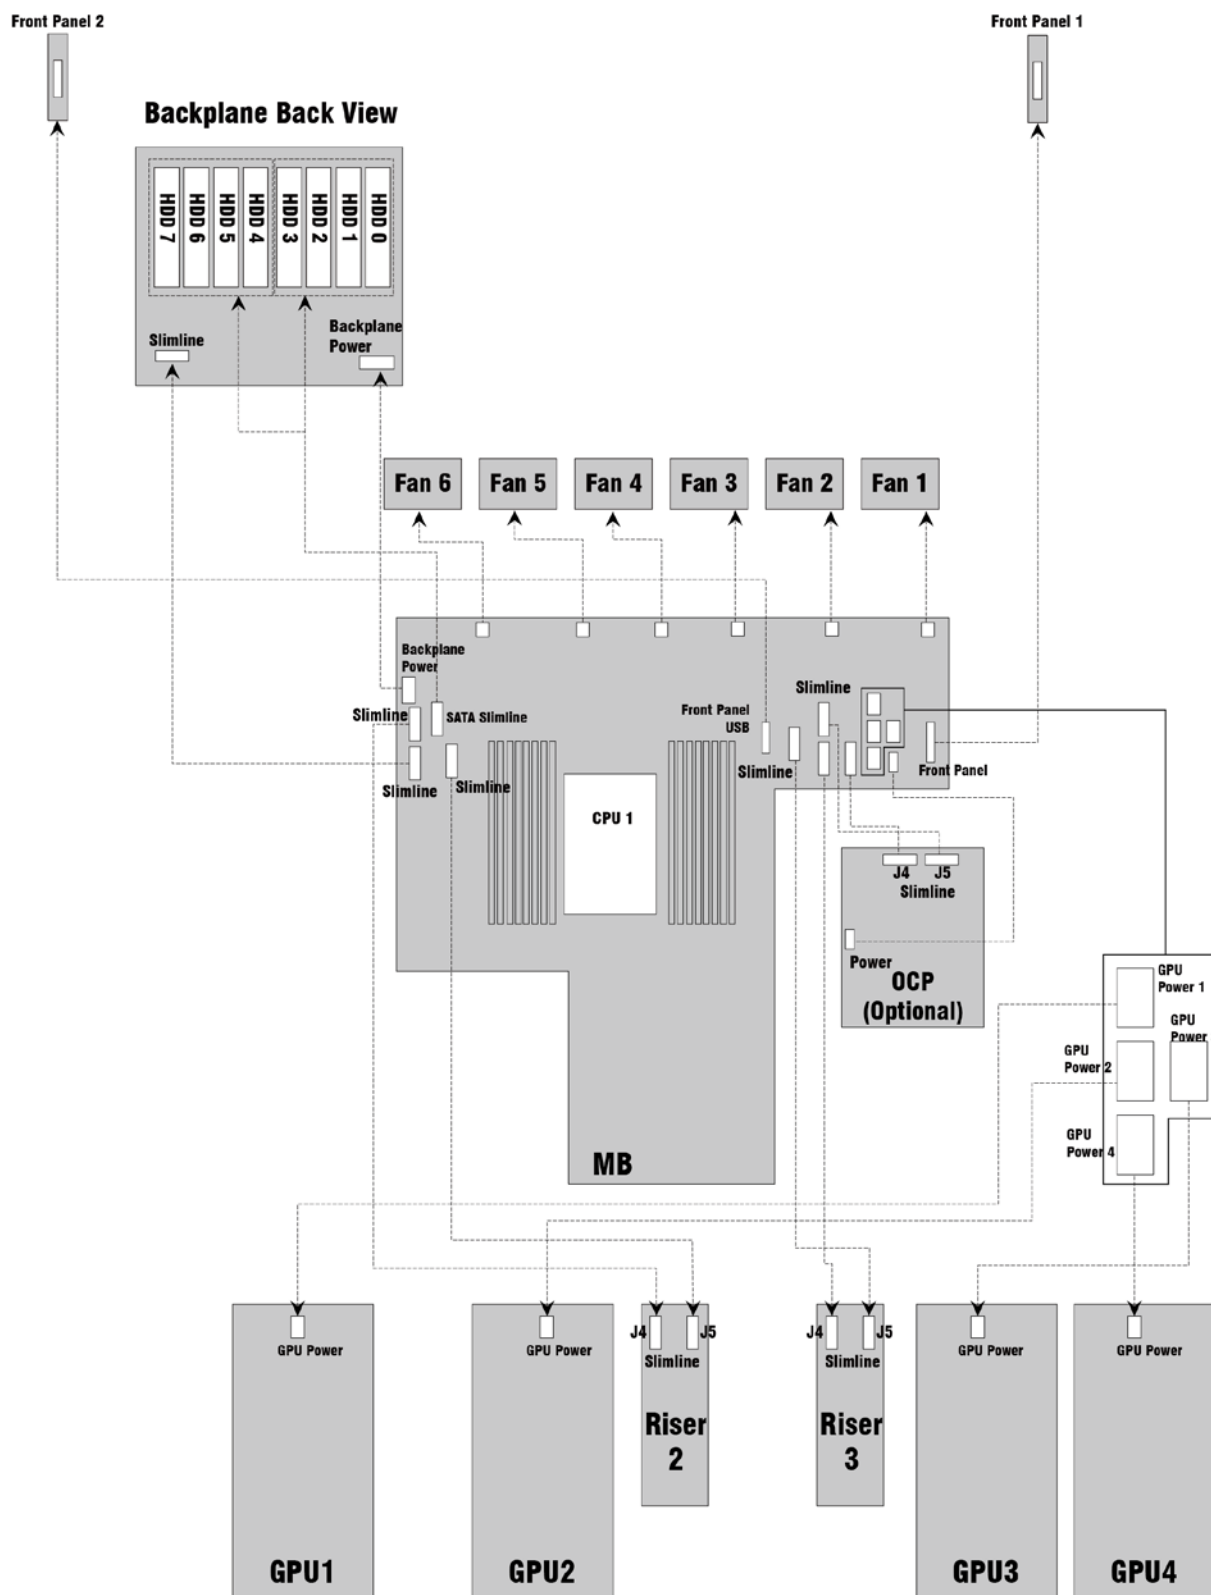 Front Panel 2
Front Panel 1
Backplane Back View
HDD 7
HDD 6
HDD 5
HDD 4
HDD 3
HDD 2
HDD 1
HDD 0
Slimline
Backplane
Power
Fan 6
Fan 5
Fan 4
Fan 3
Fan 2
Fan 1
Backplane
Power
Slimline
SATA Slimline
Slimline
Slimline
Front Panel
USB
Slimline
Slimline
Front Panel
CPU 1
J4
J5
Slimline
Power
OCP
(Optional)
MB
GPU
Power 1
GPU
Power
GPU
Power 2
GPU
Power 4
GPU Power
GPU1
GPU Power
GPU2
J4
J5
Slimline
Riser
2
J4
J5
Slimline
Riser
3
GPU Power
GPU3
GPU Power
GPU4